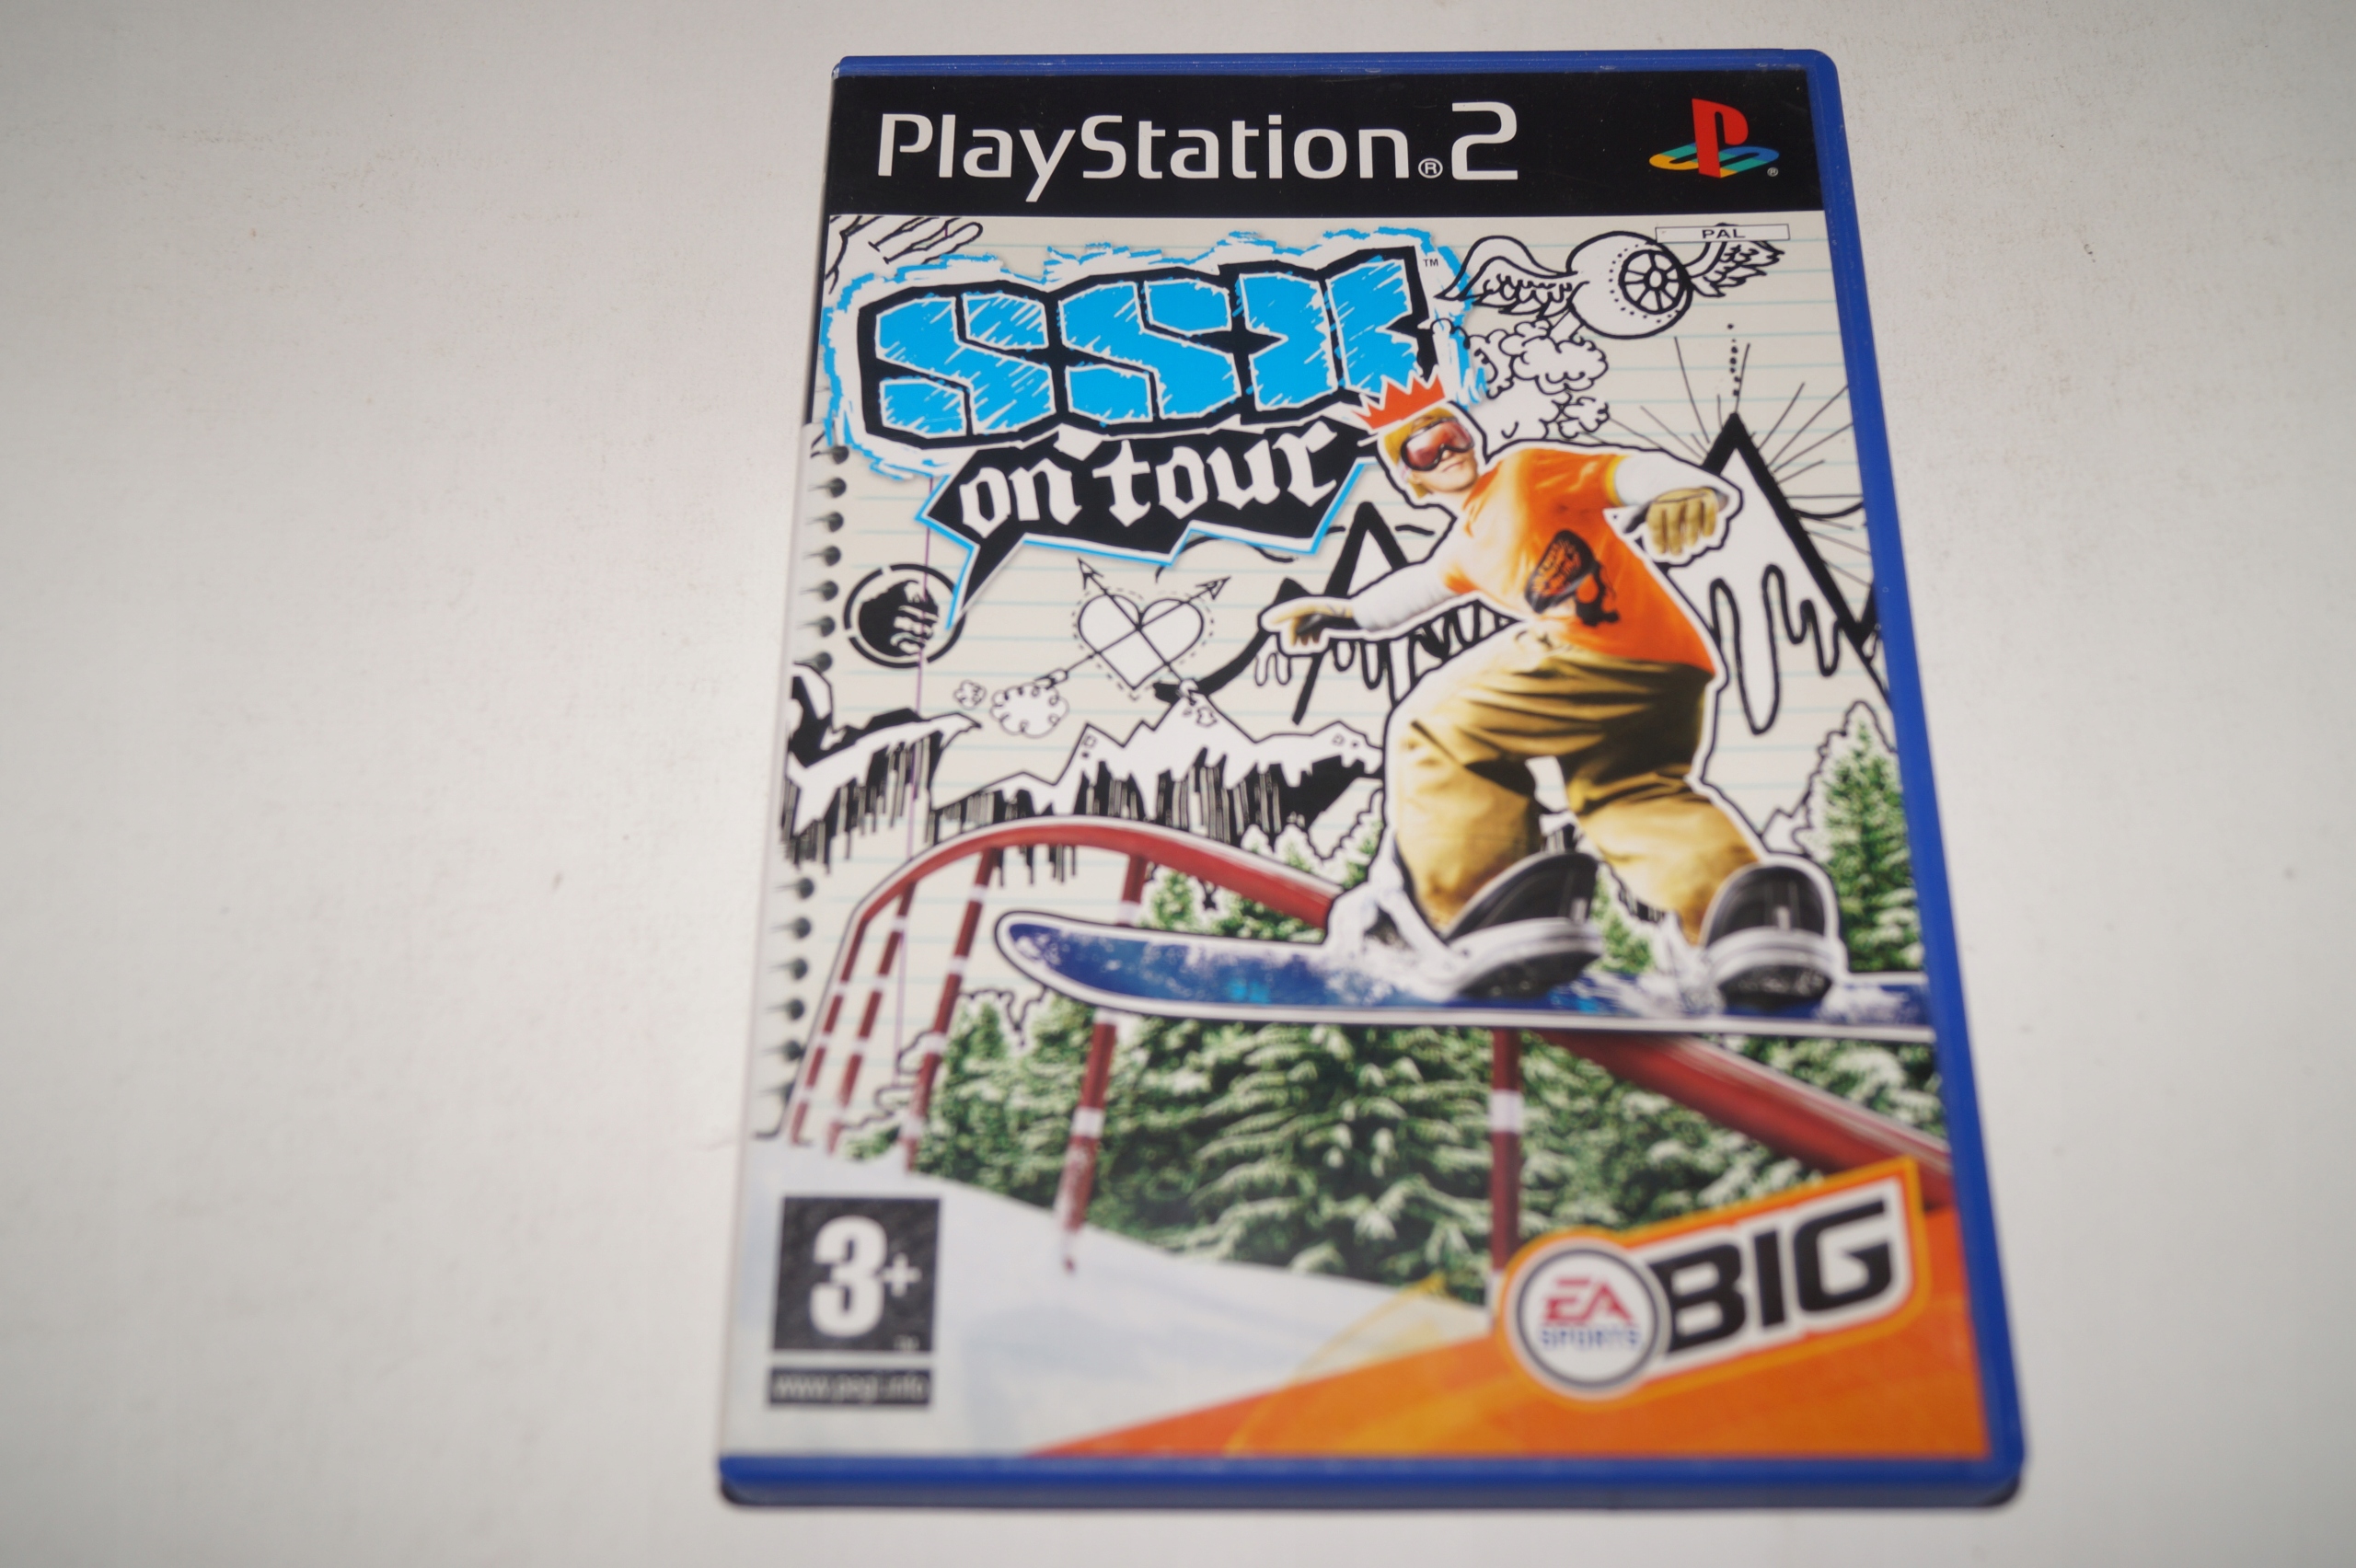 PlayStation®2
PAL
SSX™
on tour
3+
www.pegi.info
EA
SPORTS
BIG